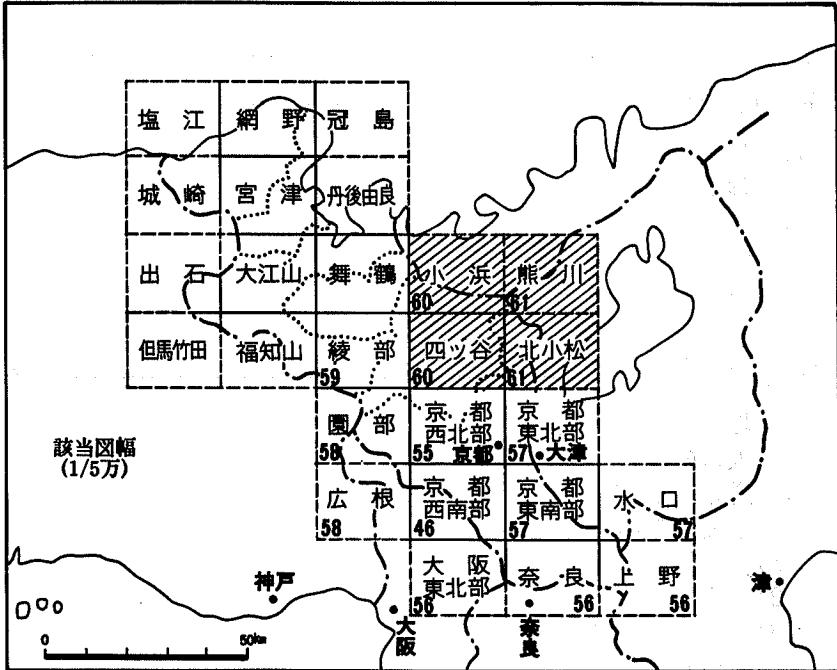 塩江 網野 冠島
城崎 宮津 丹後由良
出石 大江山 舞鶴 小浜 熊川
60 61
但馬竹田 福知山 綾部 四ッ谷 北小松
59 60 61
園部 京都西北部 京都東北部
58 55 京都 57 大津
該当図幅
(1/5万)
広根 京都西南部 京都東南部 水口
58 46 57 57
大阪東北部 奈良 上野
56 56 56
神戸 大阪 奈良 津
0 50km